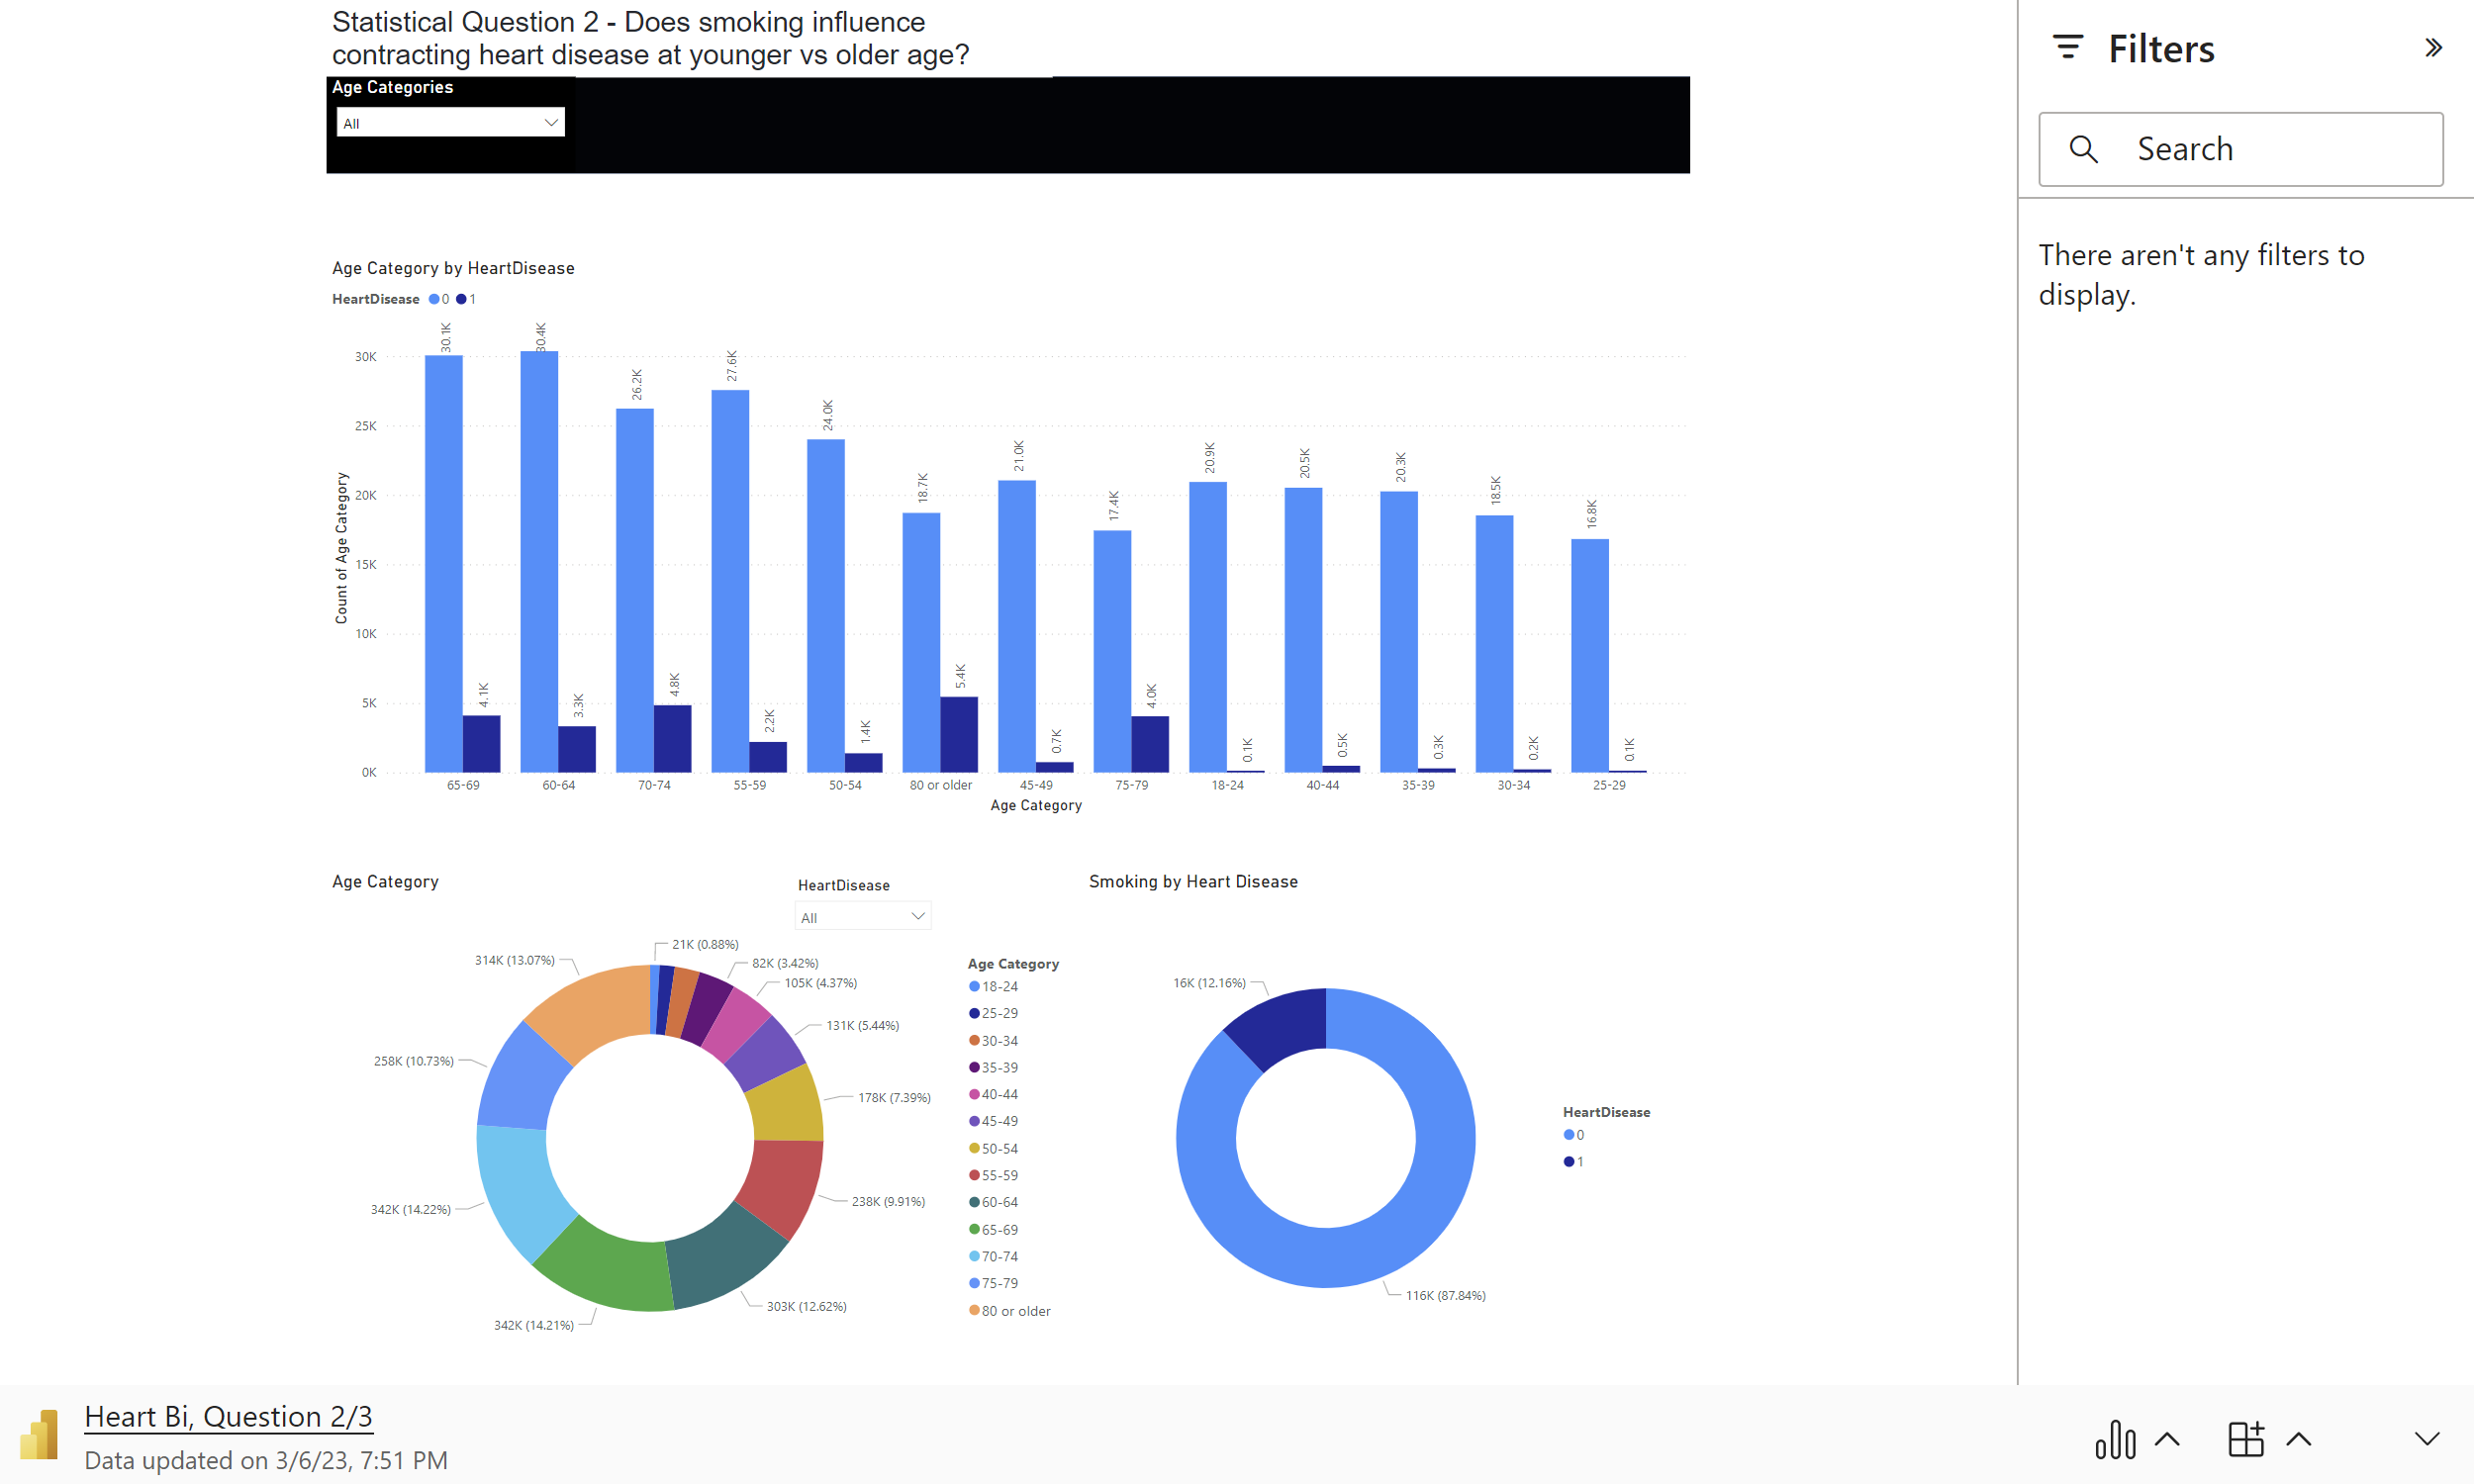 Statistical Question 2 - Does smoking influence
contracting heart disease at younger vs older age?
Age Categories
All
Age Category by HeartDisease
HeartDisease 0 1
30.1K
30.4K
26.2K
27.6K
24.0K
18.7K
21.0K
17.4K
20.9K
20.5K
20.3K
18.5K
16.8K
4.1K
3.3K
4.8K
2.2K
1.4K
5.4K
0.7K
4.0K
0.1K
0.5K
0.3K
0.2K
0.1K
30K
25K
20K
15K
10K
5K
0K
Count of Age Category
65-69 60-64 70-74 55-59 50-54 80 or older 45-49 75-79 18-24 40-44 35-39 30-34 25-29
Age Category
Age Category
HeartDisease
All
21K (0.88%)
82K (3.42%)
105K (4.37%)
131K (5.44%)
178K (7.39%)
238K (9.91%)
303K (12.62%)
342K (14.21%)
342K (14.22%)
258K (10.73%)
314K (13.07%)
Age Category
18-24
25-29
30-34
35-39
40-44
45-49
50-54
55-59
60-64
65-69
70-74
75-79
80 or older
Smoking by Heart Disease
16K (12.16%)
116K (87.84%)
HeartDisease
0
1
Filters
Search
There aren't any filters to
display.
Heart Bi, Question 2/3
Data updated on 3/6/23, 7:51 PM